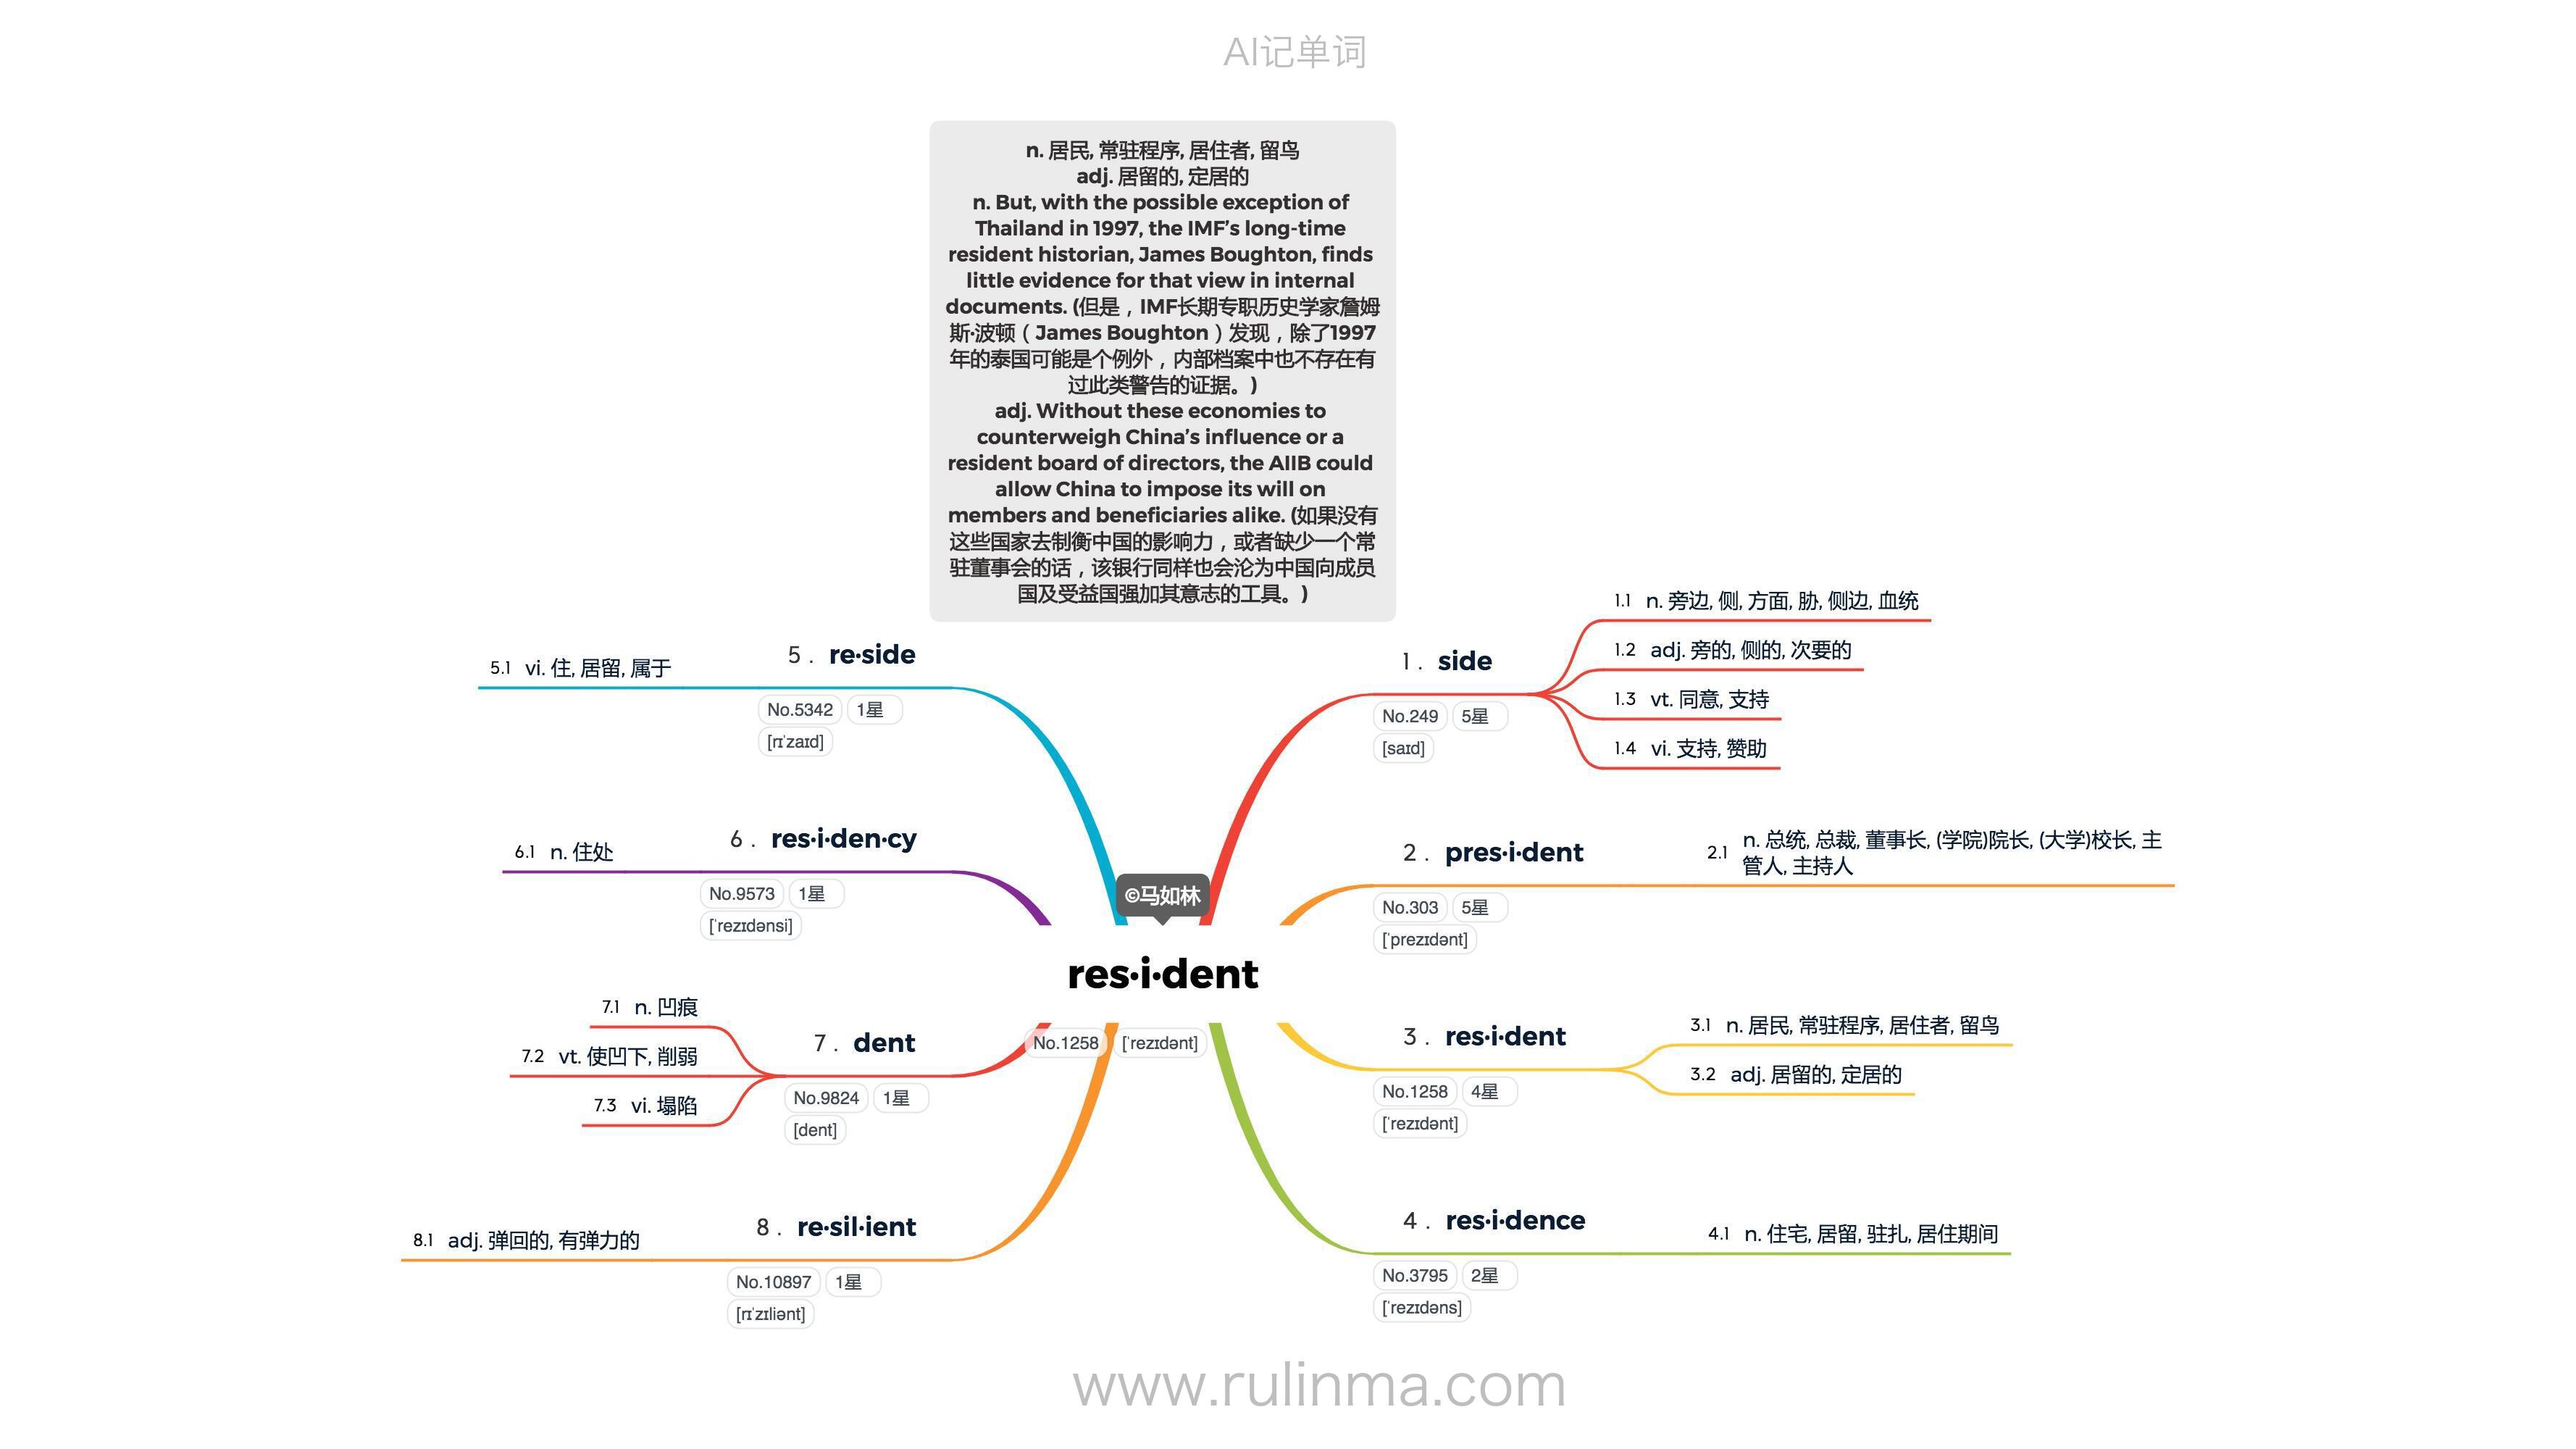 AI记单词
n. 居民, 常驻程序, 居住者, 留鸟
adj. 居留的, 定居的
n. But, with the possible exception of
Thailand in 1997, the IMF’s long-time
resident historian, James Boughton, finds
little evidence for that view in internal
documents. (但是，IMF长期专职历史学家詹姆
斯·波顿（James Boughton）发现，除了1997
年的泰国可能是个例外，内部档案中也不存在有
过此类警告的证据。)
adj. Without these economies to
counterweigh China’s influence or a
resident board of directors, the AIIB could
allow China to impose its will on
members and beneficiaries alike. (如果没有
这些国家去制衡中国的影响力，或者缺少一个常
驻董事会的话，该银行同样也会沦为中国向成员
国及受益国强加其意志的工具。)
©马如林
res·i·dent
No.1258 [ˈrezɪdənt]
1. side
No.249 5星
[saɪd]
1.1 n. 旁边, 侧, 方面, 胁, 侧边, 血统
1.2 adj. 旁的, 侧的, 次要的
1.3 vt. 同意, 支持
1.4 vi. 支持, 赞助
2. pres·i·dent
No.303 5星
[ˈprezɪdənt]
2.1 n. 总统, 总裁, 董事长, (学院)院长, (大学)校长, 主
管人, 主持人
3. res·i·dent
No.1258 4星
[ˈrezɪdənt]
3.1 n. 居民, 常驻程序, 居住者, 留鸟
3.2 adj. 居留的, 定居的
4. res·i·dence
No.3795 2星
[ˈrezɪdəns]
4.1 n. 住宅, 居留, 驻扎, 居住期间
5. re·side
No.5342 1星
[rɪˈzaɪd]
5.1 vi. 住, 居留, 属于
6. res·i·den·cy
No.9573 1星
[ˈrezɪdənsi]
6.1 n. 住处
7. dent
No.9824 1星
[dent]
7.1 n. 凹痕
7.2 vt. 使凹下, 削弱
7.3 vi. 塌陷
8. re·sil·ient
No.10897 1星
[rɪˈzɪliənt]
8.1 adj. 弹回的, 有弹力的
www.rulinma.com